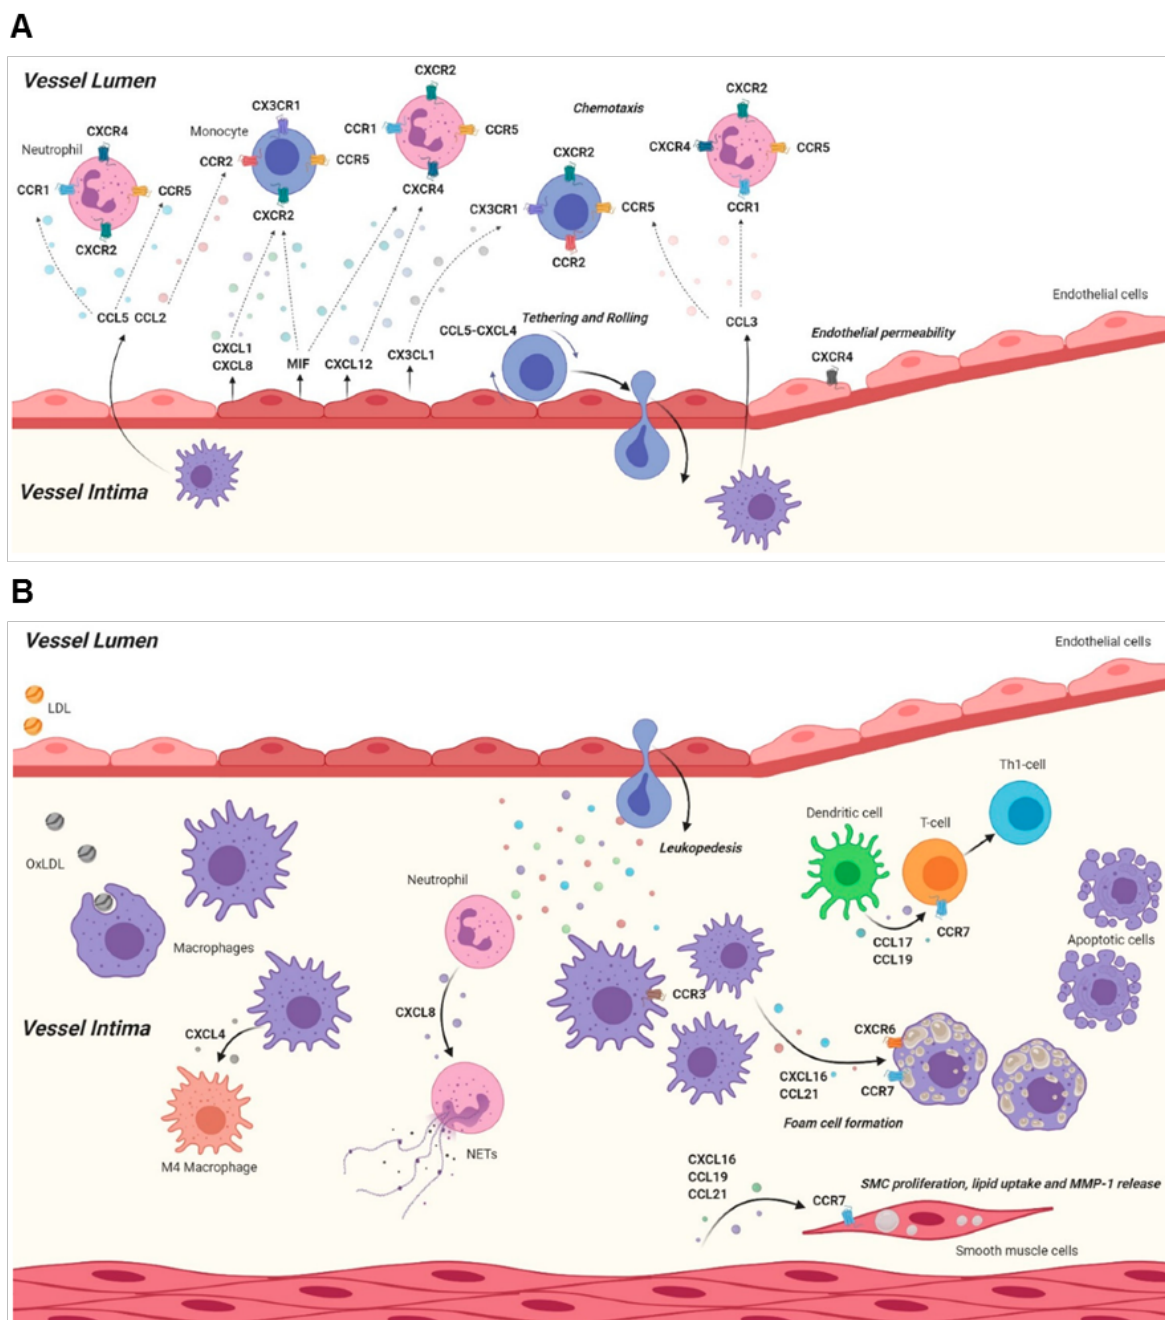 A
Vessel Lumen
CXCR2
CX3CR1
Chemotaxis
CXCR2
CXCR4
Monocyte
CCR1
CCR5
Neutrophil
CCR2
CCR5
CXCR2
CXCR4
CCR5
CCR1
CCR5
CXCR4
CX3CR1
CCR5
CCR1
CXCR2
CXCR2
CCR2
CCL5 CCL2
CCL3
Endothelial cells
Tethering and Rolling
CCL5-CXCL4
Endothelial permeability
CXCL1
CXCL8
MIF
CXCL12
CX3CL1
CXCR4
Vessel Intima
B
Vessel Lumen
Endothelial cells
LDL
Th1-cell
Dendritic cell
T-cell
OxLDL
Leukopedesis
Neutrophil
Macrophages
CCL17
CCL19
CCR7
Apoptotic cells
CCR3
CXCL8
Vessel Intima
CXCL4
CXCR6
CXCL16
CCL21
CCR7
Foam cell formation
M4 Macrophage
NETs
CXCL16
CCL19
CCL21
SMC proliferation, lipid uptake and MMP-1 release
CCR7
Smooth muscle cells